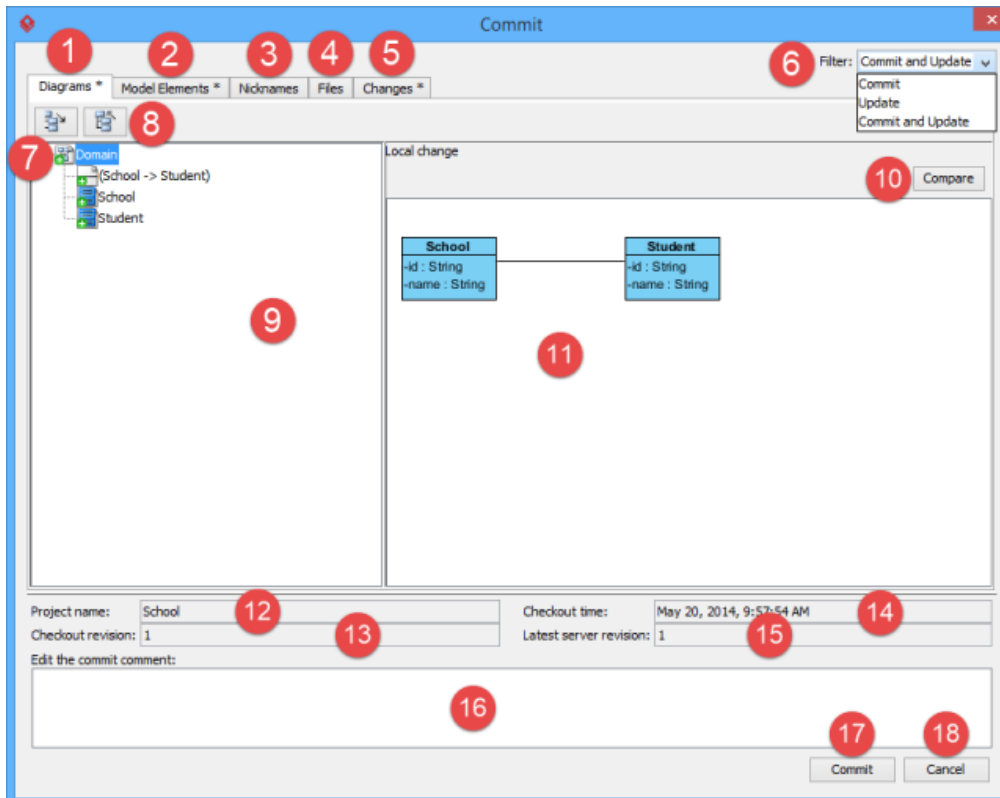 Commit
1 2 3 4 5 6 Filter: Commit and Update
Commit
Update
Commit and Update
Diagrams * Model Elements * Nicknames Files Changes *
8
7 Domain
(School -> Student)
School
Student
9
Local change
10 Compare
School
-id : String
-name : String
Student
-id : String
-name : String
11
Project name: School 12 Checkout time: May 20, 2014, 9:57:54 AM 14
Checkout revision: 1 13 Latest server revision: 1 15
Edit the commit comment:
16
17 18
Commit Cancel